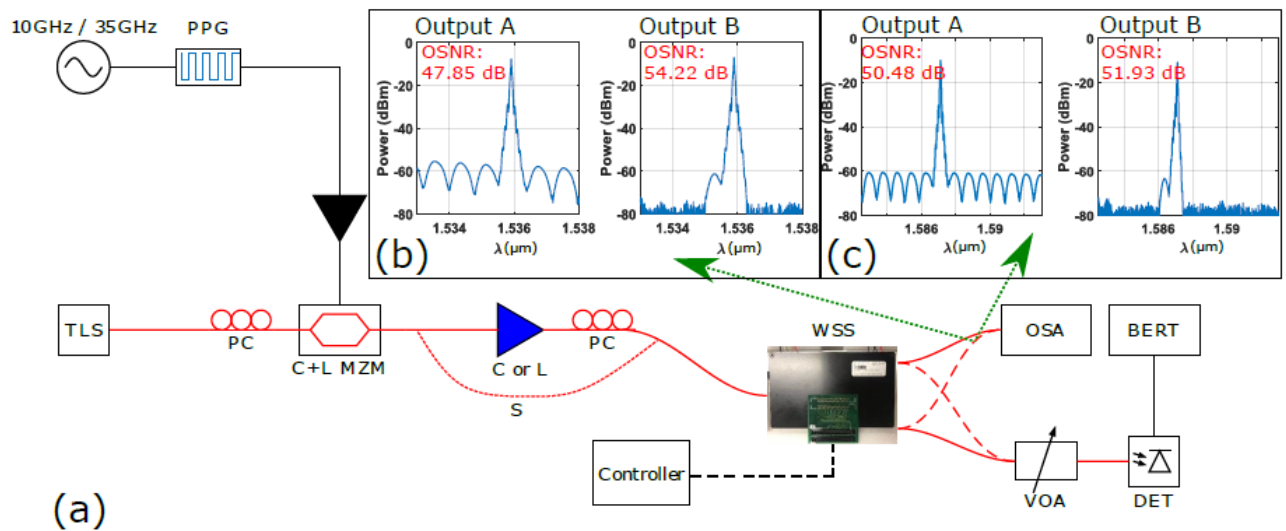 10GHz / 35GHz
PPG
Output A
Output B
OSNR:
47.85 dB
OSNR:
54.22 dB
Power (dBm)
0
-20
-40
-60
-80
1.534
1.536
1.538
λ(μm)
Power (dBm)
0
-20
-40
-60
-80
1.534
1.536
1.538
λ(μm)
(b)
Output A
Output B
OSNR:
50.48 dB
OSNR:
51.93 dB
Power (dBm)
0
-20
-40
-60
-80
1.586
1.59
λ(μm)
Power (dBm)
0
-20
-40
-60
-80
1.586
1.59
λ(μm)
(c)
TLS
PC
C+L MZM
C or L
S
PC
WSS
OSA
BERT
Controller
VOA
DET
(a)